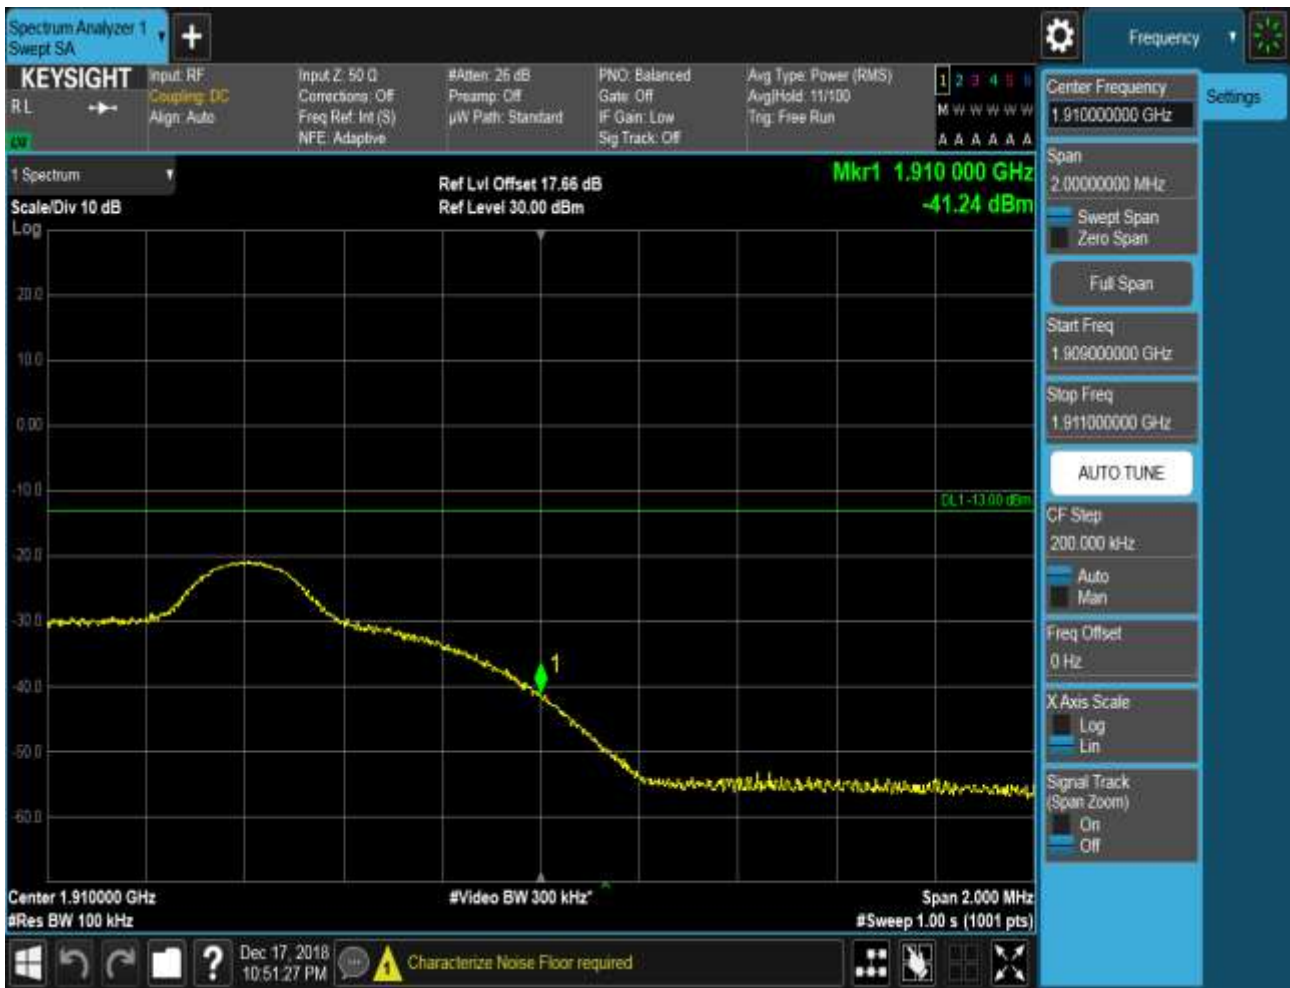 Spectrum Analyzer 1
Swept SA
+
Frequency
KEYSIGHT
R L
Input: RF
Coupling: DC
Align: Auto
Input Z: 50 Ω
Corrections: Off
Freq Ref: Int (S)
NFE: Adaptive
#Atten: 26 dB
Preamp: Off
µW Path: Standard
PNO: Balanced
Gate: Off
IF Gain: Low
Sig Track: Off
Avg Type: Power (RMS)
Avg|Hold: 11/100
Trig: Free Run
1 2 3 4 5 6
M W W W W W
A A A A A A
1 Spectrum
Scale/Div 10 dB
Log
Ref Lvl Offset 17.66 dB
Ref Level 30.00 dBm
Mkr1 1.910 000 GHz
-41.24 dBm
20.0
10.0
0.00
-10.0
-20.0
-30.0
-40.0
-50.0
-60.0
DL1 -13.00 dBm
1
Center 1.910000 GHz
#Res BW 100 kHz
#Video BW 300 kHz*
Span 2.000 MHz
#Sweep 1.00 s (1001 pts)
Center Frequency
1.910000000 GHz
Settings
Span
2.00000000 MHz
Swept Span
Zero Span
Full Span
Start Freq
1.909000000 GHz
Stop Freq
1.911000000 GHz
AUTO TUNE
CF Step
200.000 kHz
Auto
Man
Freq Offset
0 Hz
X Axis Scale
Log
Lin
Signal Track
(Span Zoom)
On
Off
?
Dec 17, 2018
10:51:27 PM
1
Characterize Noise Floor required